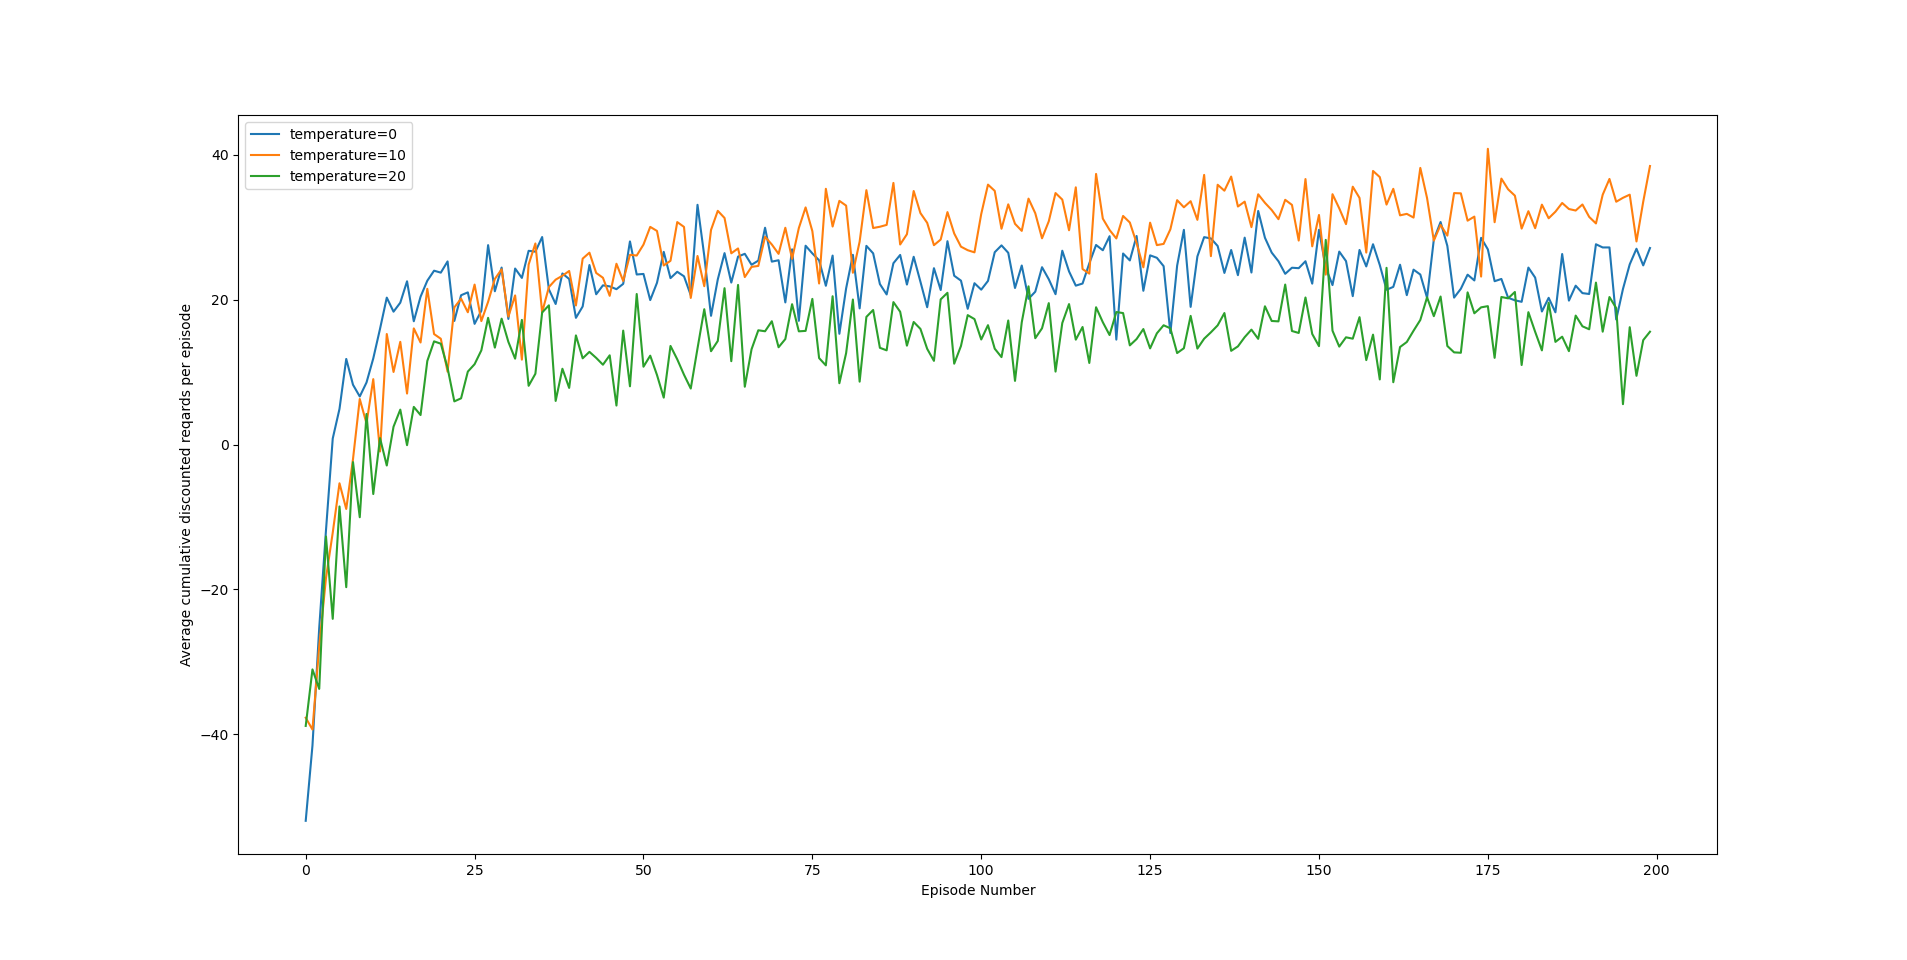 temperature=0
temperature=10
temperature=20
40
20
0
−20
−40
Average cumulative discounted reqards per episode
0 25 50 75 100 125 150 175 200
Episode Number